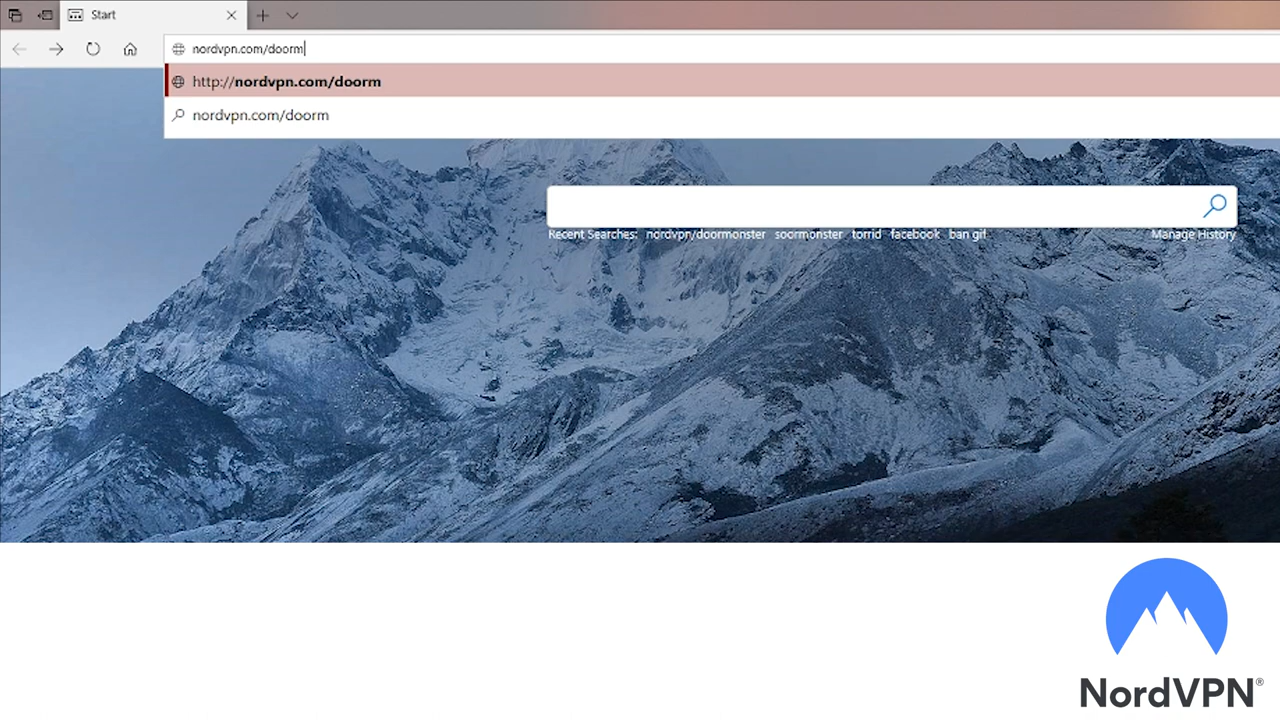 Start
nordvpn.com/doorm
http://nordvpn.com/doorm
nordvpn.com/doorm
Recent Searches: nordvpn/doormonster soormonster torrid facebook ban gif Manage History
NordVPN®